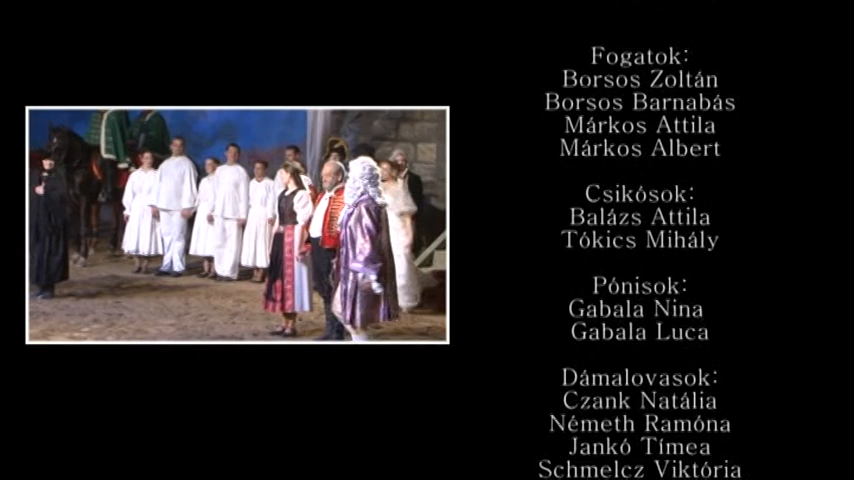 Fogatok:
Borsos Zoltán
Borsos Barnabás
Márkos Attila
Márkos Albert
Csikósok:
Balázs Attila
Tókics Mihály
Pónisok:
Gabala Nina
Gabala Luca
Dámalovasok:
Czank Natália
Németh Ramóna
Jankó Tímea
Schmelcz Viktória